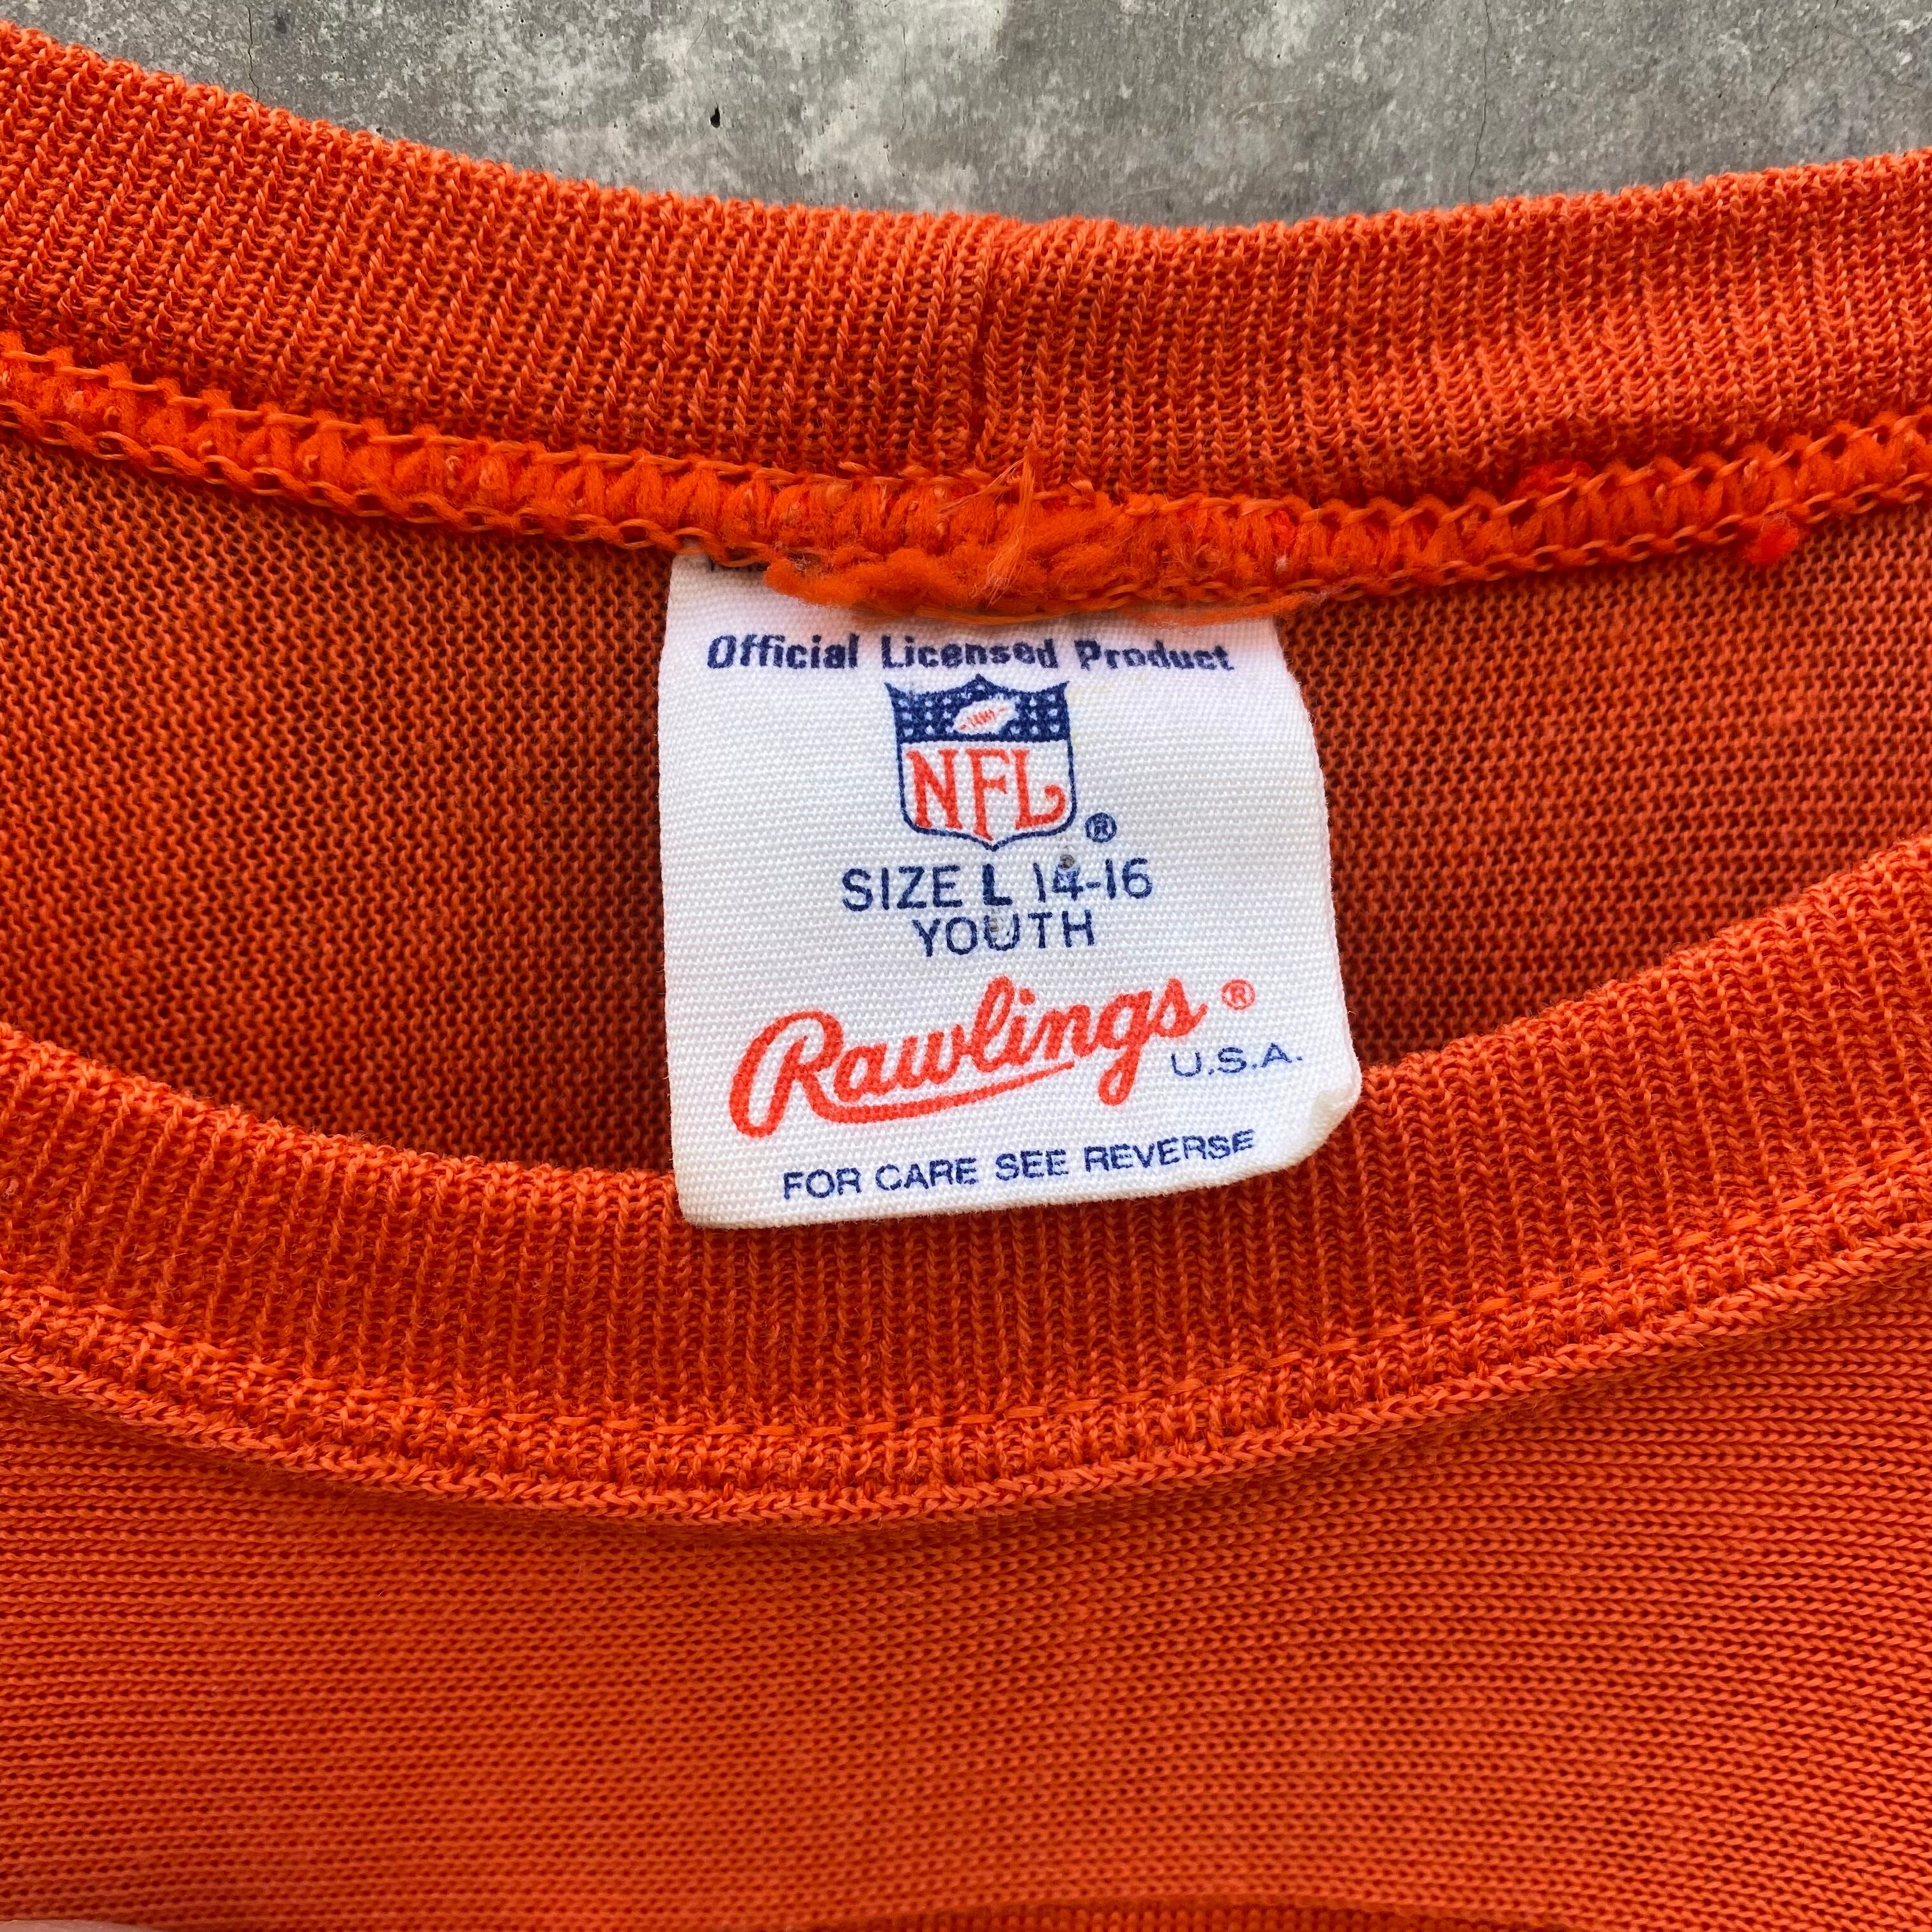 Official Licensed Product
NFL®
SIZE L 14-16
YOUTH
Rawlings®
U.S.A.
FOR CARE SEE REVERSE